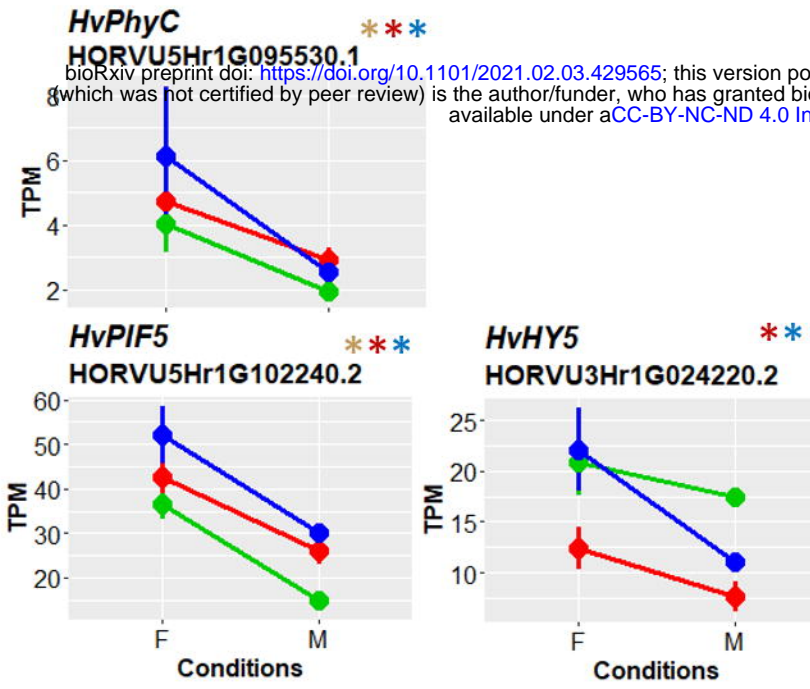 HvPhyC
***
HORVU5Hr1G095530.1
bioRxiv preprint doi: https://doi.org/10.1101/2021.02.03.429565; this version po
(which was not certified by peer review) is the author/funder, who has granted bio
available under aCC-BY-NC-ND 4.0 In
8
6
4
2
TPM
HvPIF5
***
HORVU5Hr1G102240.2
60
50
40
30
20
TPM
F M
Conditions
HvHY5
**
HORVU3Hr1G024220.2
25
20
15
10
TPM
F M
Conditions